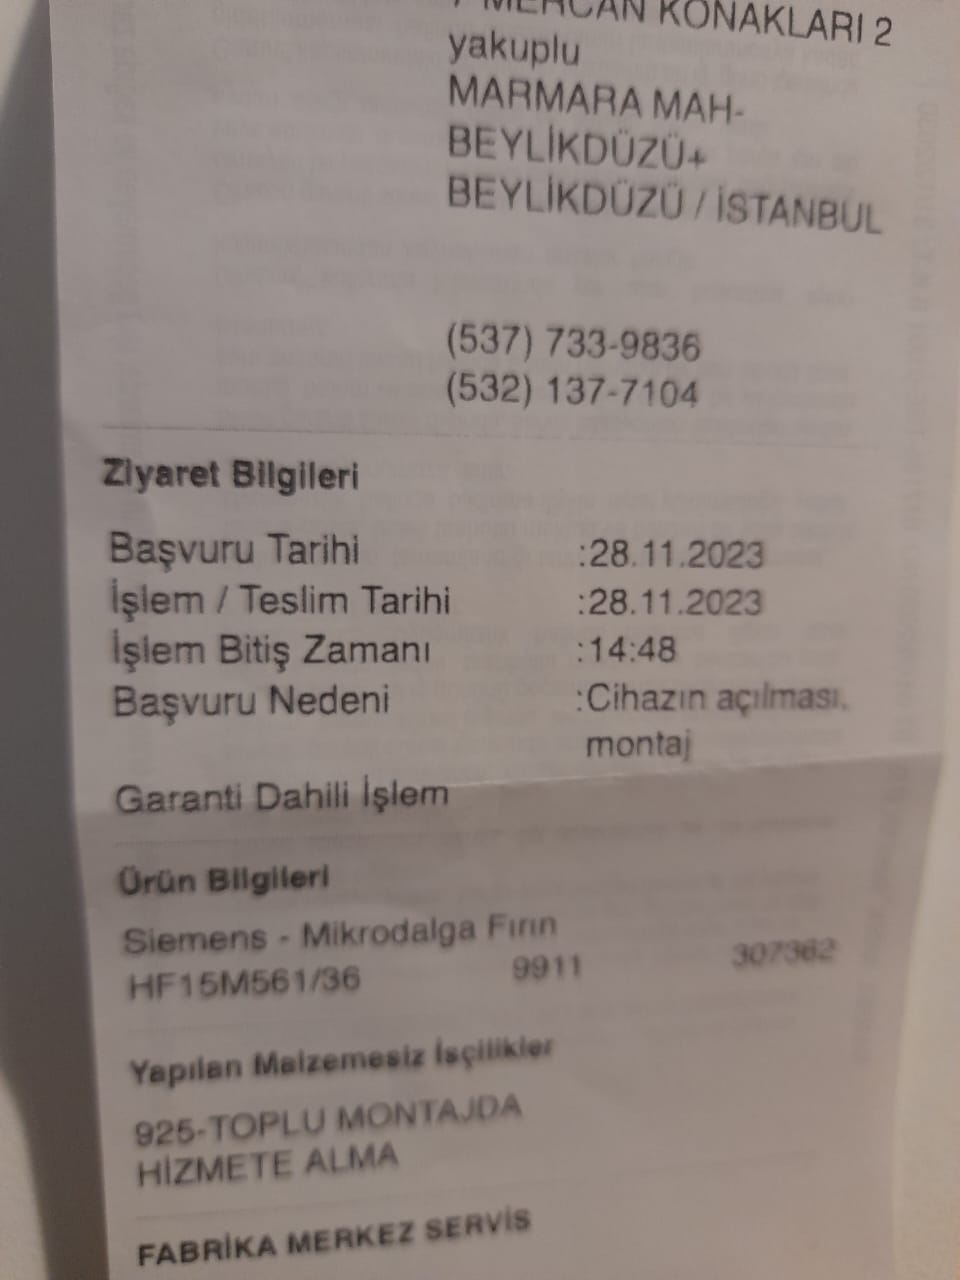 MERCAN KONAKLARI 2
yakuplu
MARMARA MAH-
BEYLİKDÜZÜ+
BEYLİKDÜZÜ / İSTANBUL
(537) 733-9836
(532) 137-7104
Ziyaret Bilgileri
Başvuru Tarihi :28.11.2023
İşlem / Teslim Tarihi :28.11.2023
İşlem Bitiş Zamanı :14:48
Başvuru Nedeni :Cihazın açılması,
montaj
Garanti Dahili İşlem
Ürün Bilgileri
Siemens - Mikrodalga Fırın
HF15M561/36 9911 307362
Yapılan Malzemesiz İşçilikler
925-TOPLU MONTAJDA
HİZMETE ALMA
FABRİKA MERKEZ SERVİS